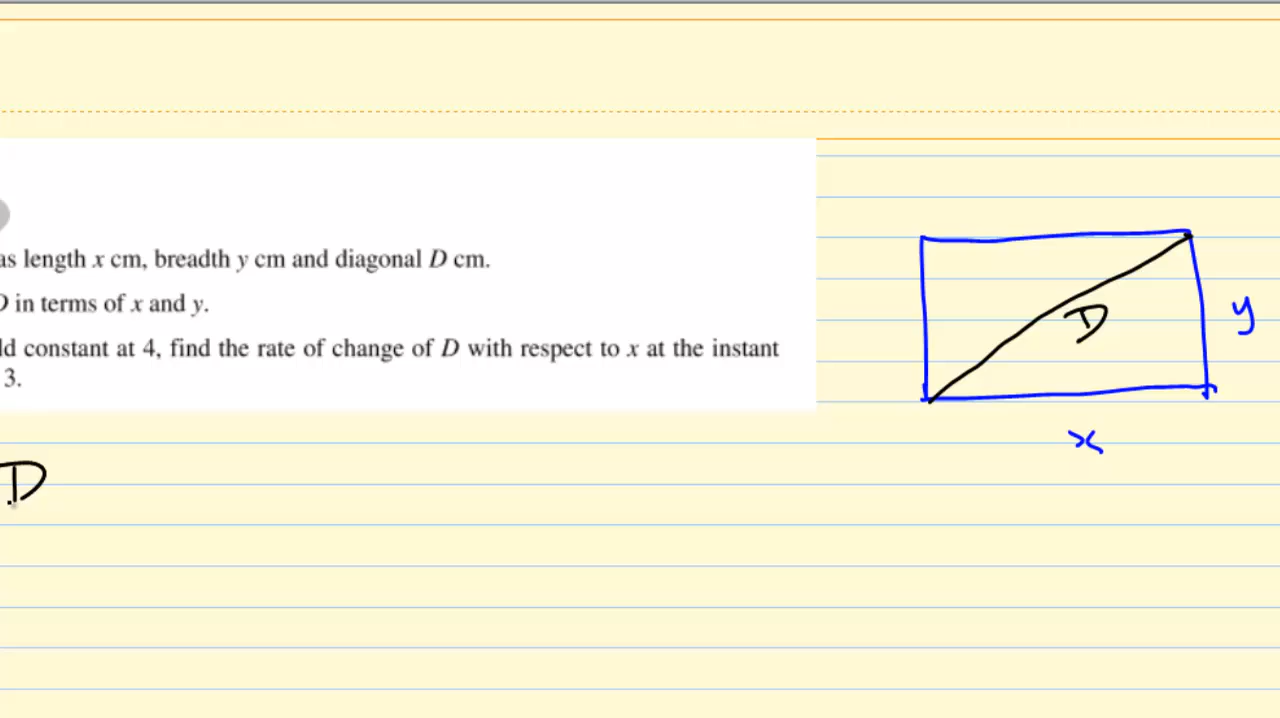 as length x cm, breadth y cm and diagonal D cm.
D in terms of x and y.
ld constant at 4, find the rate of change of D with respect to x at the instant
3.
D
y
x
D